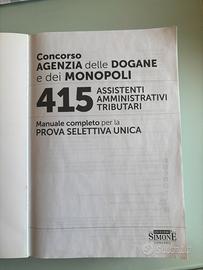 Concorso
AGENZIA delle DOGANE
e dei MONOPOLI
415 ASSISTENTI
AMMINISTRATIVI
TRIBUTARI
Manuale completo per la
PROVA SELETTIVA UNICA
EDIZIONI
SIMONE